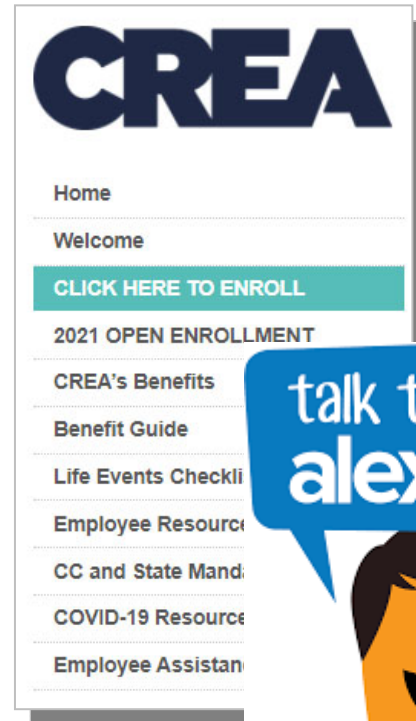 CREA
Home
Welcome
CLICK HERE TO ENROLL
2021 OPEN ENROLLMENT
CREA's Benefits
Benefit Guide
Life Events Checkli
Employee Resource
CC and State Manda
COVID-19 Resource
Employee Assistan
talk t
alex